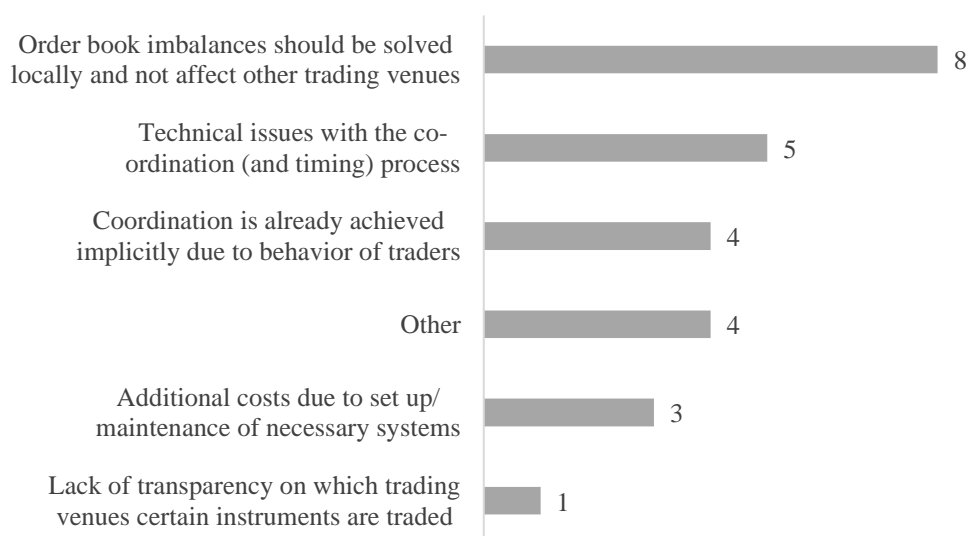 Order book imbalances should be solved
locally and not affect other trading venues
8
Technical issues with the co-
ordination (and timing) process
5
Coordination is already achieved
implicitly due to behavior of traders
4
Other
4
Additional costs due to set up/
maintenance of necessary systems
3
Lack of transparency on which trading
venues certain instruments are traded
1